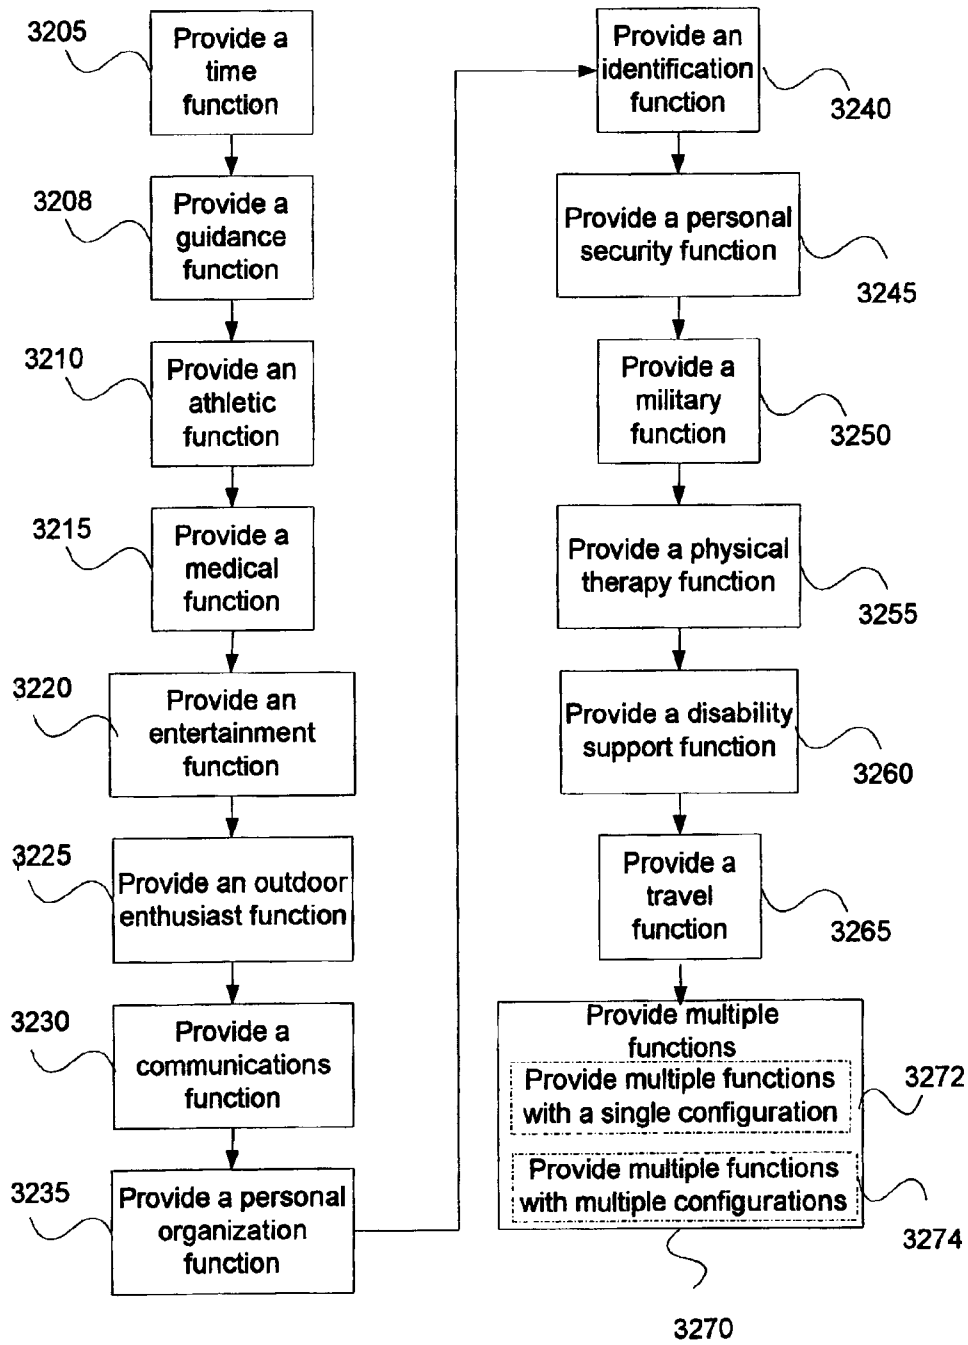 3205
Provide a
time
function
3208
Provide a
guidance
function
3210
Provide an
athletic
function
3215
Provide a
medical
function
3220
Provide an
entertainment
function
3225
Provide an outdoor
enthusiast function
3230
Provide a
communications
function
3235
Provide a personal
organization
function
Provide an
identification
function
3240
Provide a personal
security function
3245
Provide a
military
function
3250
Provide a physical
therapy function
3255
Provide a disability
support function
3260
Provide a
travel
function
3265
Provide multiple
functions
Provide multiple functions
with a single configuration
3272
Provide multiple functions
with multiple configurations
3274
3270